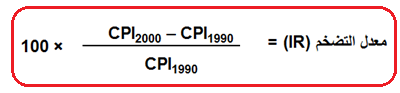 معدل التضخم (IR) = (CPI₂₀₀₀ – CPI₁₉₉₀) / CPI₁₉₉₀ × 100